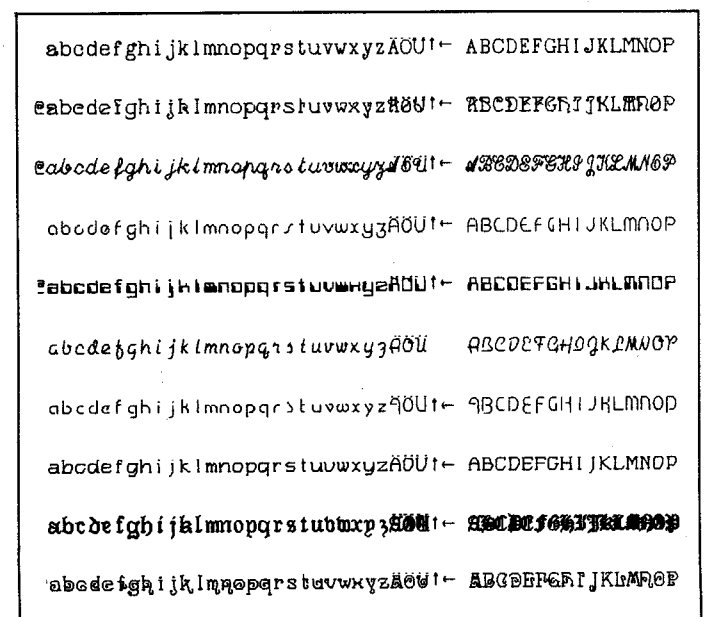 abcdefghijklmnopqrstuvwxyzÄÖÜ↑← ABCDEFGHIJKLMNOP
@abcdefghijklmnopqrstuvwxyzÄÖÜ↑← ABCDEFGHIJKLMNOP
@abcdefghijklmnopqrstuvwxyzÄÖÜ↑← ABCDEFGHIJKLMNOP
abcdefghijklmnopqrstuvwxyzÄÖÜ↑← ABCDEFGHIJKLMNOP
@abcdefghijklmnopqrstuvwxyzÄÖÜ↑← ABCDEFGHIJKLMNOP
abcdefghijklmnopqrstuvwxyzÄÖÜ ABCDEFGHIJKLMNOP
abcdefghijklmnopqrstuvwxyzÄÖÜ↑← ABCDEFGHIJKLMNOP
abcdefghijklmnopqrstuvwxyzÄÖÜ↑← ABCDEFGHIJKLMNOP
abcdefghijklmnopqrstuvwxyzÄÖÜ↑← ABCDEFGHIJKLMNOP
abcdefghijklmnopqrstuvwxyzÄÖÜ↑← ABCDEFGHIJKLMNOP